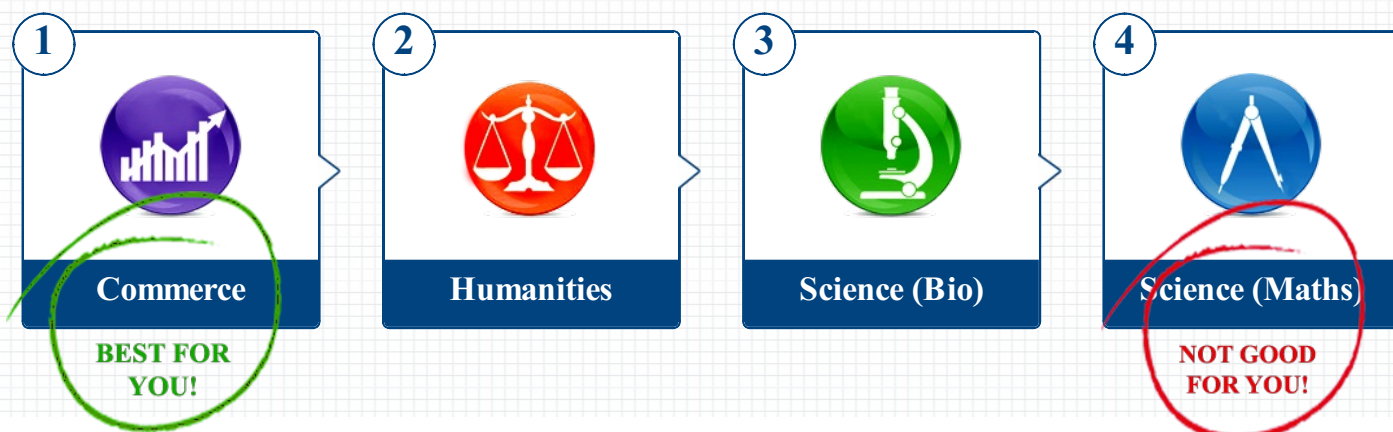 1
2
3
4
Commerce
Humanities
Science (Bio)
Science (Maths)
BEST FOR
YOU!
NOT GOOD
FOR YOU!